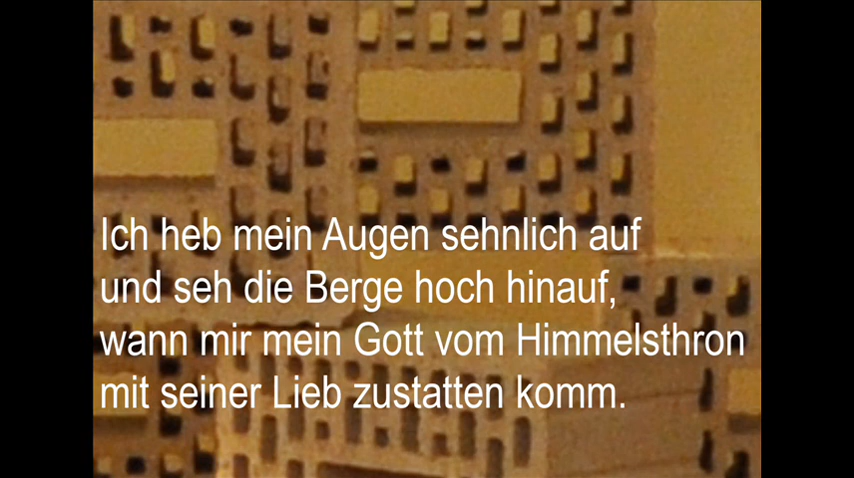 Ich heb mein Augen sehnlich auf
und seh die Berge hoch hinauf,
wann mir mein Gott vom Himmelsthron
mit seiner Lieb zustatten komm.